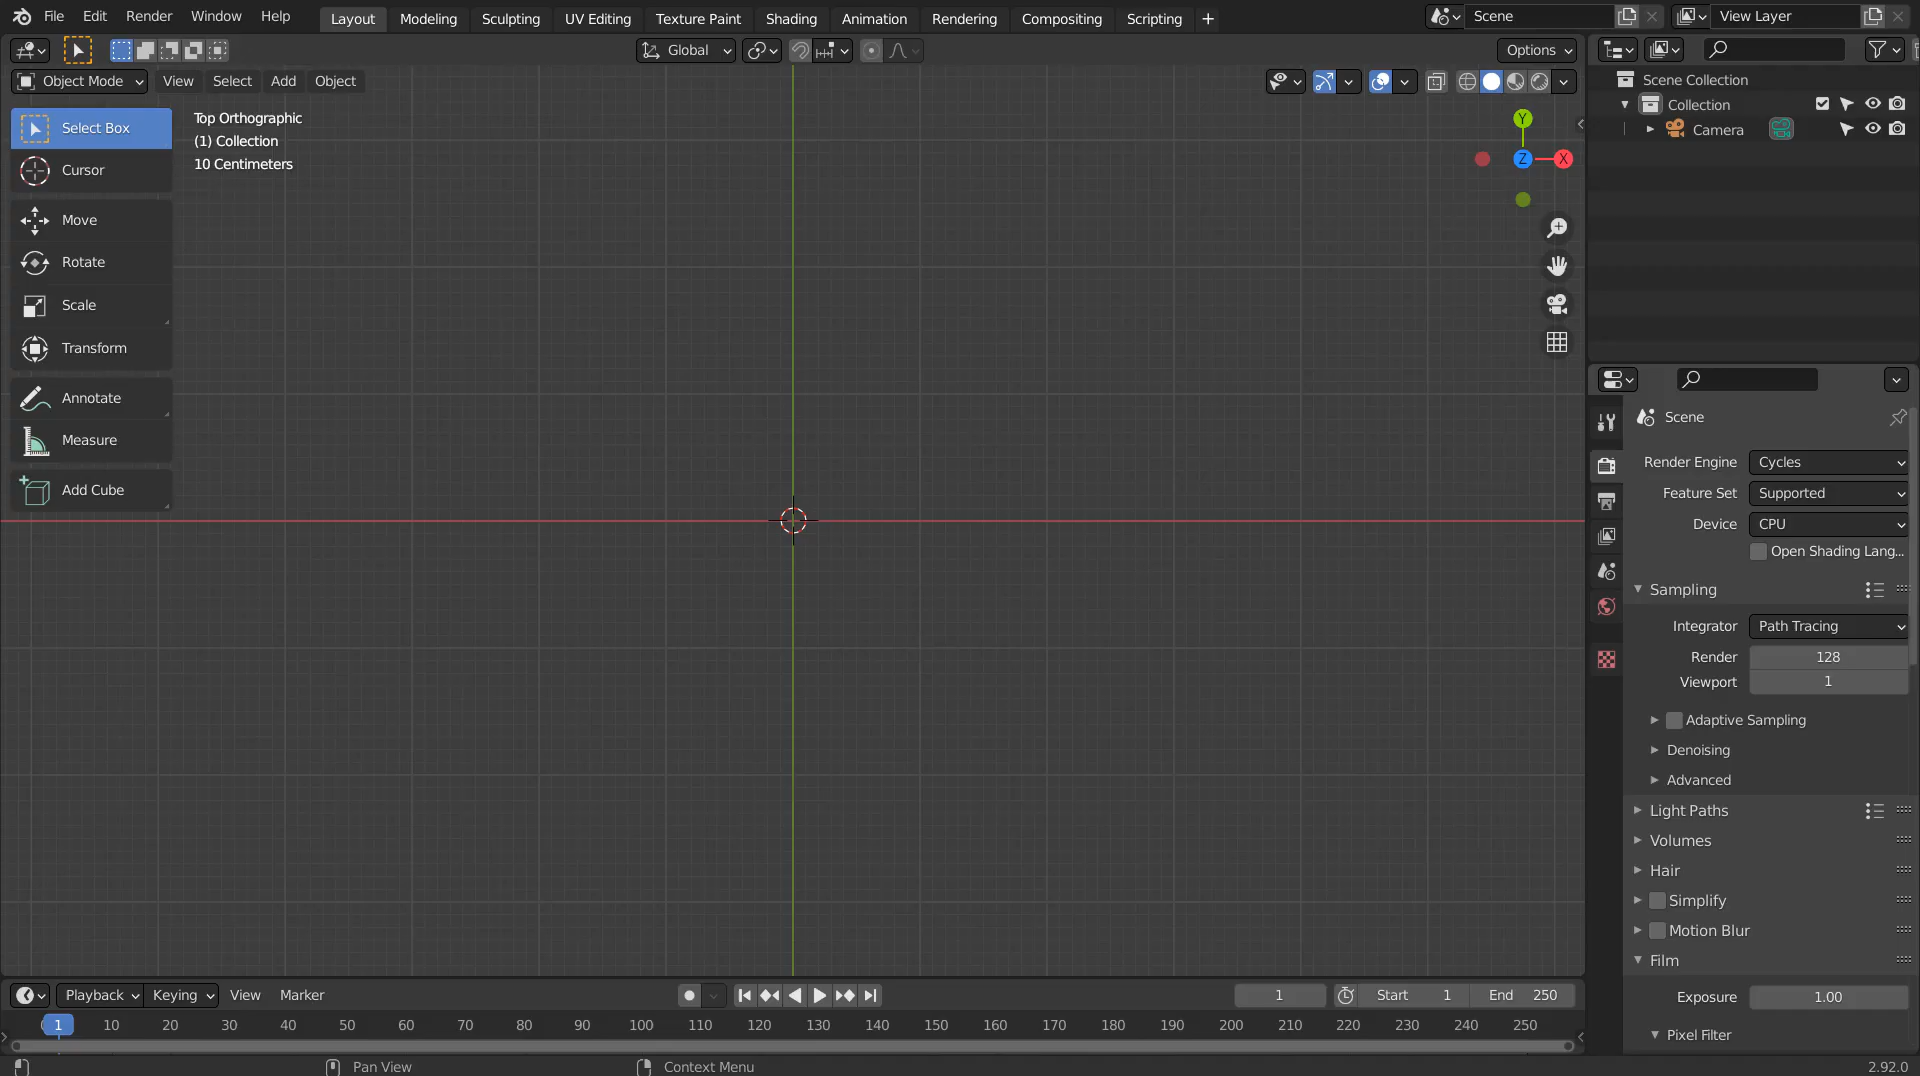 File Edit Render Window Help Layout Modeling Sculpting UV Editing Texture Paint Shading Animation Rendering Compositing Scripting + Scene View Layer
Global Options
Object Mode View Select Add Object
Select Box
Cursor
Move
Rotate
Scale
Transform
Annotate
Measure
Add Cube
Top Orthographic
(1) Collection
10 Centimeters
Y
Z X
Scene Collection
Collection
Camera
Scene
Render Engine Cycles
Feature Set Supported
Device CPU
Open Shading Lang...
Sampling
Integrator Path Tracing
Render 128
Viewport 1
Adaptive Sampling
Denoising
Advanced
Light Paths
Volumes
Hair
Simplify
Motion Blur
Film
Exposure 1.00
Pixel Filter
Playback Keying View Marker 1 Start 1 End 250
1 10 20 30 40 50 60 70 80 90 100 110 120 130 140 150 160 170 180 190 200 210 220 230 240 250
Pan View Context Menu 2.92.0